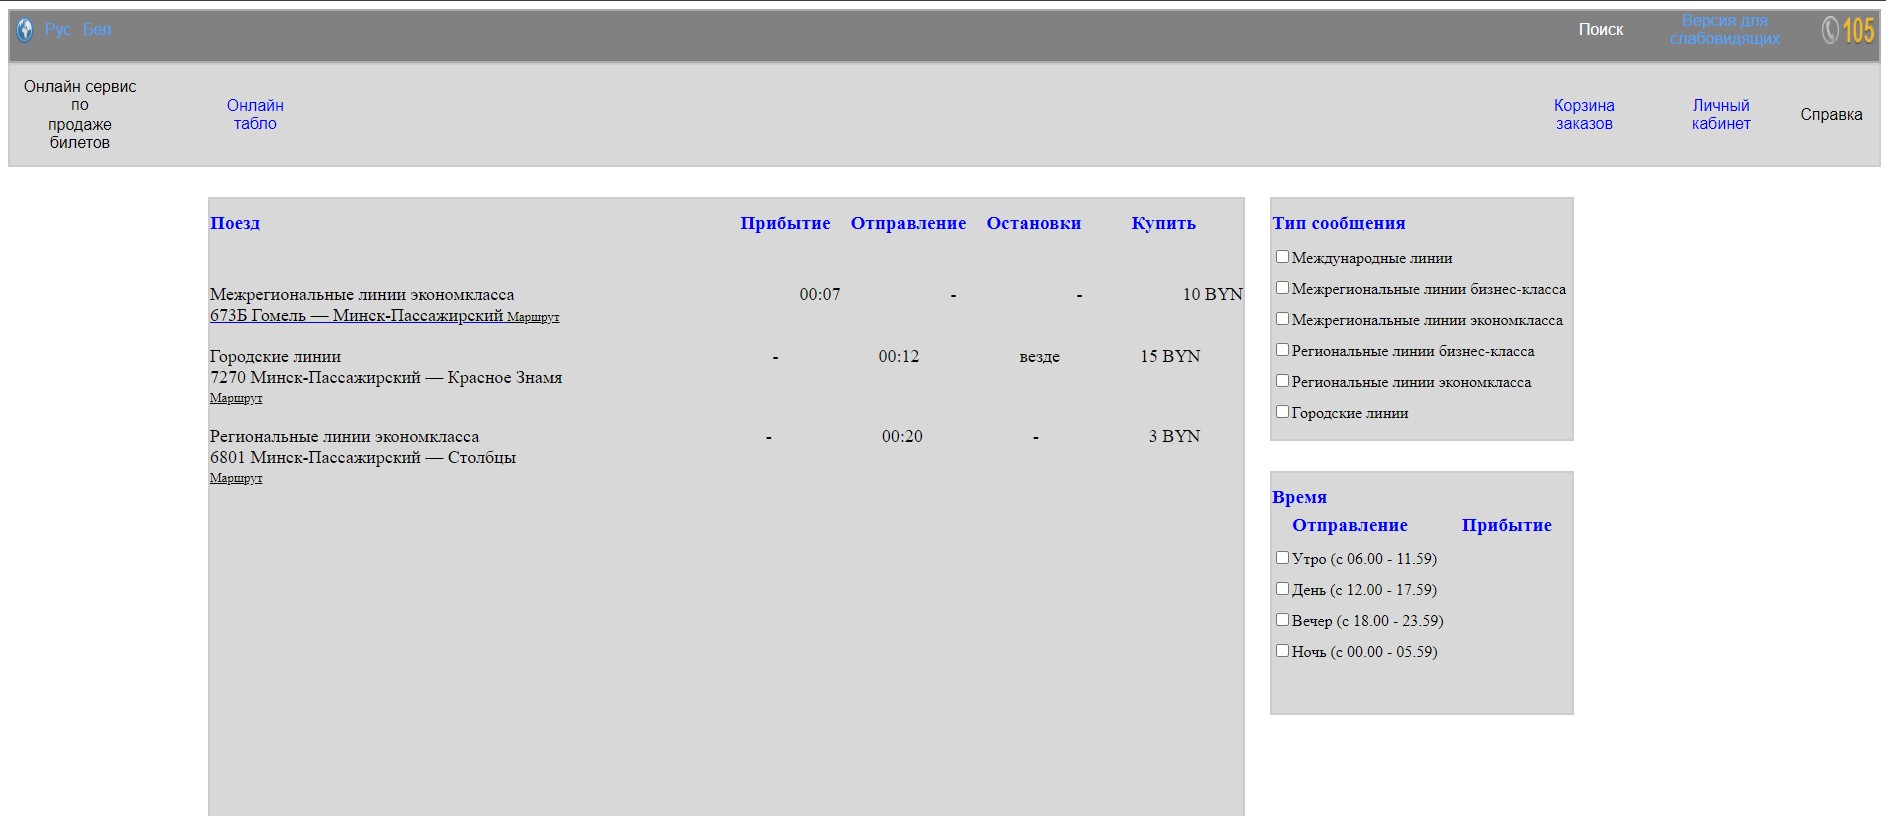 Рус Бел Поиск Версия для
слабовидящих 105
Онлайн сервис
по
продаже
билетов
Онлайн
табло
Корзина
заказов
Личный
кабинет
Справка
Поезд Прибытие Отправление Остановки Купить
Межрегиональные линии экономкласса 00:07 - - 10 BYN
673Б Гомель — Минск-Пассажирский Маршрут
Городские линии - 00:12 везде 15 BYN
7270 Минск-Пассажирский — Красное Знамя
Маршрут
Региональные линии экономкласса - 00:20 - 3 BYN
6801 Минск-Пассажирский — Столбцы
Маршрут
Тип сообщения
Международные линии
Межрегиональные линии бизнес-класса
Межрегиональные линии экономкласса
Региональные линии бизнес-класса
Региональные линии экономкласса
Городские линии
Время
Отправление Прибытие
Утро (с 06.00 - 11.59)
День (с 12.00 - 17.59)
Вечер (с 18.00 - 23.59)
Ночь (с 00.00 - 05.59)